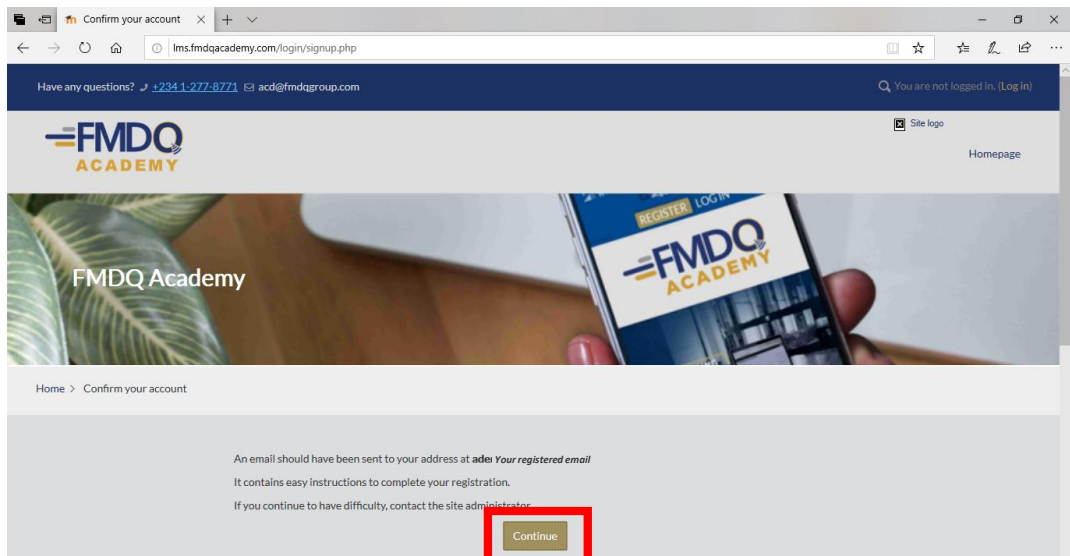 Confirm your account
lms.fmdqacademy.com/login/signup.php
Have any questions? +234 1-277-8771 acd@fmdqgroup.com
You are not logged in. (Log in)
FMDQ
ACADEMY
Site logo
Homepage
REGISTER LOG IN
FMDQ
ACADEMY
FMDQ Academy
Home > Confirm your account
An email should have been sent to your address at ade Your registered email
It contains easy instructions to complete your registration.
If you continue to have difficulty, contact the site administrator.
Continue